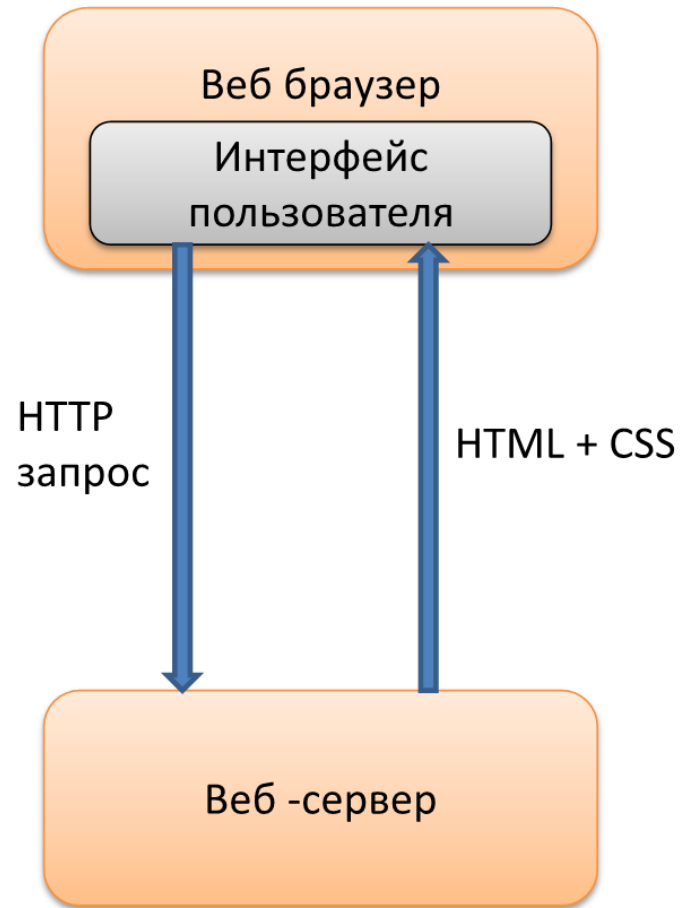 Веб браузер
Интерфейс
пользователя
HTTP
запрос
HTML + CSS
Веб -сервер